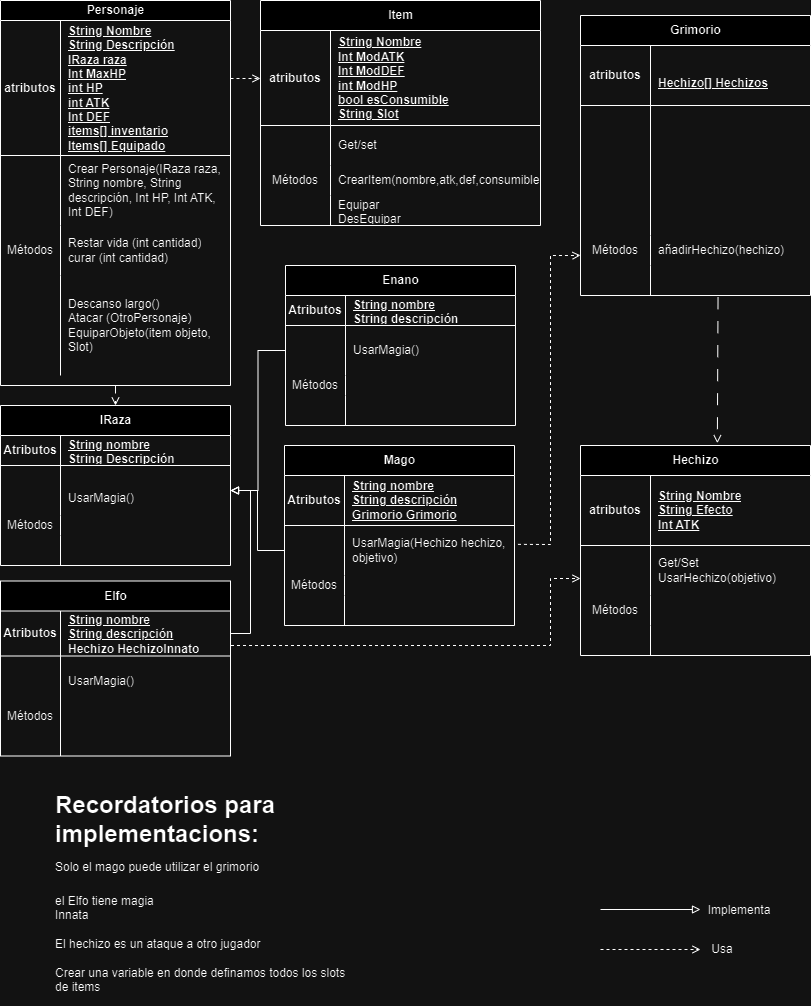 Personaje
atributos
String Nombre
String Descripción
IRaza raza
Int MaxHP
int HP
int ATK
Int DEF
items[] inventario
Items[] Equipado
Métodos
Crear Personaje(IRaza raza,
String nombre, String
descripción, Int HP, Int ATK,
Int DEF)
Restar vida (int cantidad)
curar (int cantidad)
Descanso largo()
Atacar (OtroPersonaje)
EquiparObjeto(item objeto,
Slot)
Item
atributos
String Nombre
Int ModATK
Int ModDEF
int ModHP
bool esConsumible
String Slot
Métodos
Get/set
CrearItem(nombre,atk,def,consumible
Equipar
DesEquipar
Grimorio
atributos
Hechizo[] Hechizos
Métodos
añadirHechizo(hechizo)
Enano
Atributos
String nombre
String descripción
Métodos
UsarMagia()
IRaza
Atributos
String nombre
String Descripción
Métodos
UsarMagia()
Mago
Atributos
String nombre
String descripción
Grimorio Grimorio
Métodos
UsarMagia(Hechizo hechizo,
objetivo)
Hechizo
atributos
String Nombre
String Efecto
Int ATK
Métodos
Get/Set
UsarHechizo(objetivo)
Elfo
Atributos
String nombre
String descripción
Hechizo HechizoInnato
Métodos
UsarMagia()
Recordatorios para
implementacions:
Solo el mago puede utilizar el grimorio
el Elfo tiene magia
Innata
El hechizo es un ataque a otro jugador
Crear una variable en donde definamos todos los slots
de items
Implementa
Usa